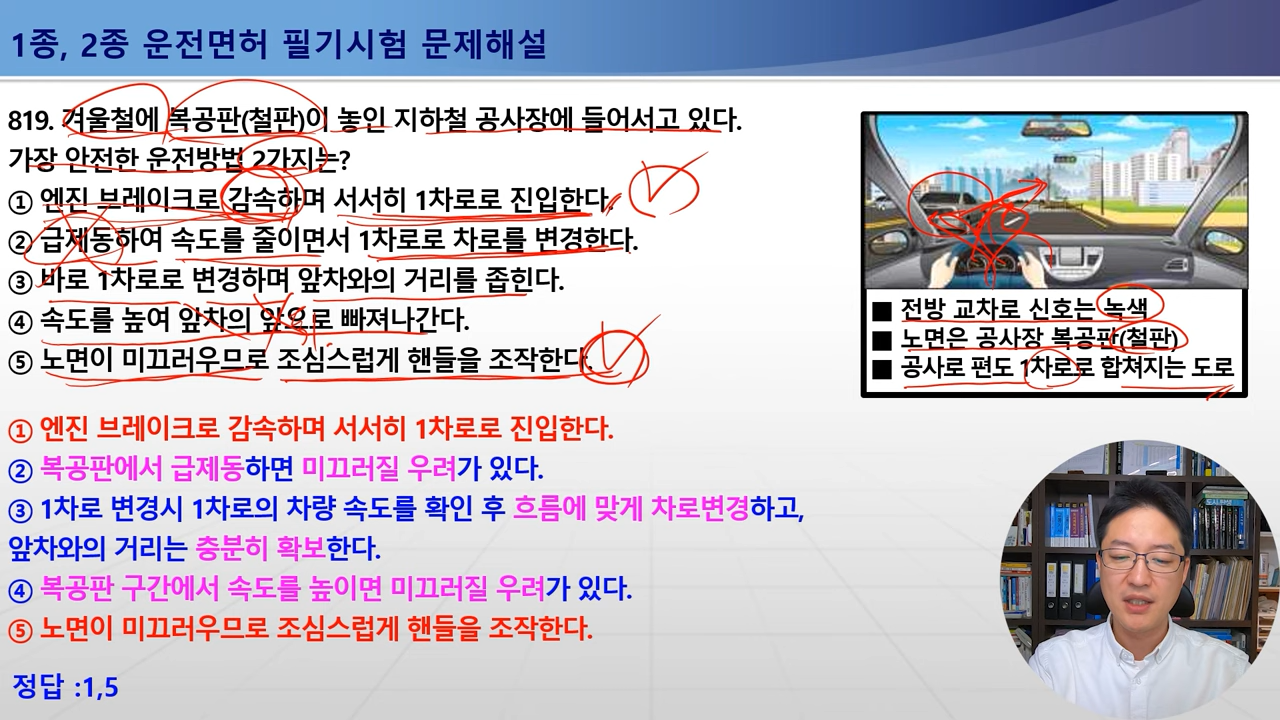 1종, 2종 운전면허 필기시험 문제해설
819. 겨울철에 복공판(철판)이 놓인 지하철 공사장에 들어서고 있다.
가장 안전한 운전방법 2가지는?
① 엔진 브레이크로 감속하며 서서히 1차로로 진입한다.
② 급제동하여 속도를 줄이면서 1차로로 차로를 변경한다.
③ 바로 1차로로 변경하며 앞차와의 거리를 좁힌다.
④ 속도를 높여 앞차의 앞으로 빠져나간다.
⑤ 노면이 미끄러우므로 조심스럽게 핸들을 조작한다.
■ 전방 교차로 신호는 녹색
■ 노면은 공사장 복공판(철판)
■ 공사로 편도 1차로로 합쳐지는 도로
① 엔진 브레이크로 감속하며 서서히 1차로로 진입한다.
② 복공판에서 급제동하면 미끄러질 우려가 있다.
③ 1차로 변경시 1차로의 차량 속도를 확인 후 흐름에 맞게 차로변경하고,
앞차와의 거리는 충분히 확보한다.
④ 복공판 구간에서 속도를 높이면 미끄러질 우려가 있다.
⑤ 노면이 미끄러우므로 조심스럽게 핸들을 조작한다.
정답 :1,5